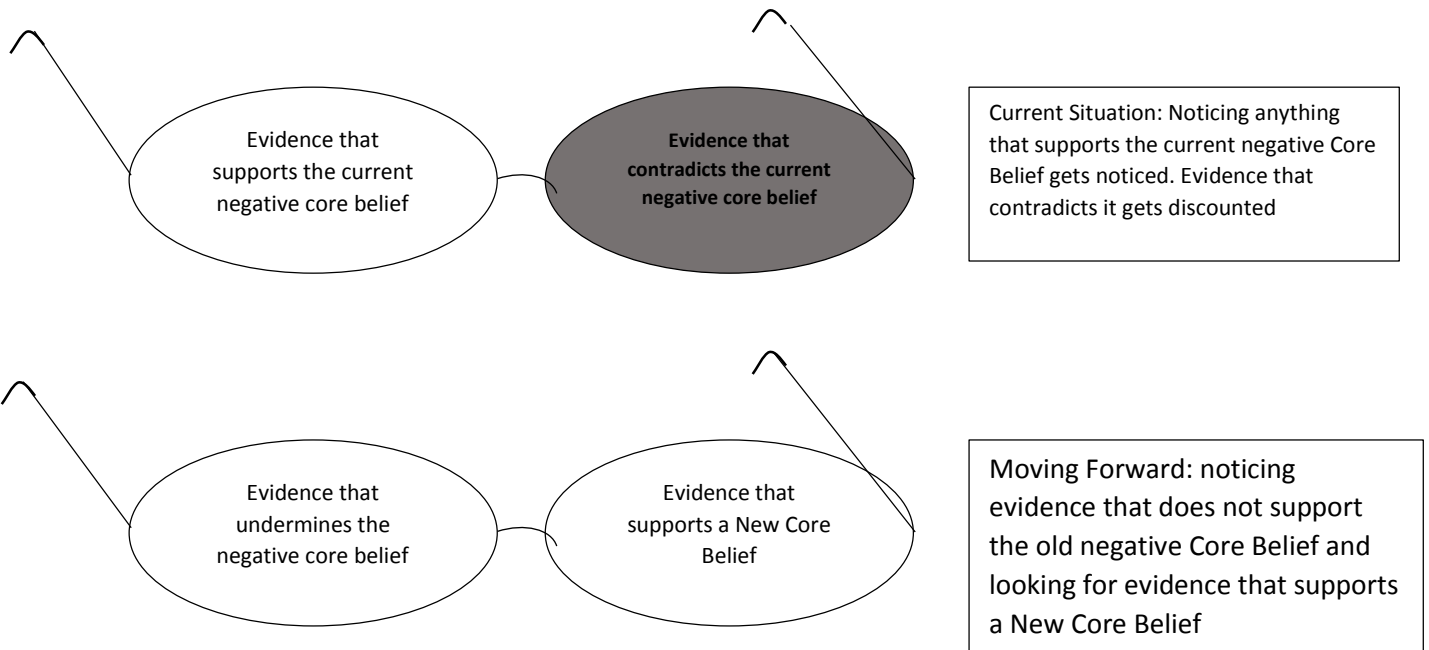 Evidence that
supports the current
negative core belief
Evidence that
contradicts the current
negative core belief
Current Situation: Noticing anything
that supports the current negative Core
Belief gets noticed. Evidence that
contradicts it gets discounted
Evidence that
undermines the
negative core belief
Evidence that
supports a New Core
Belief
Moving Forward: noticing
evidence that does not support
the old negative Core Belief and
looking for evidence that supports
a New Core Belief